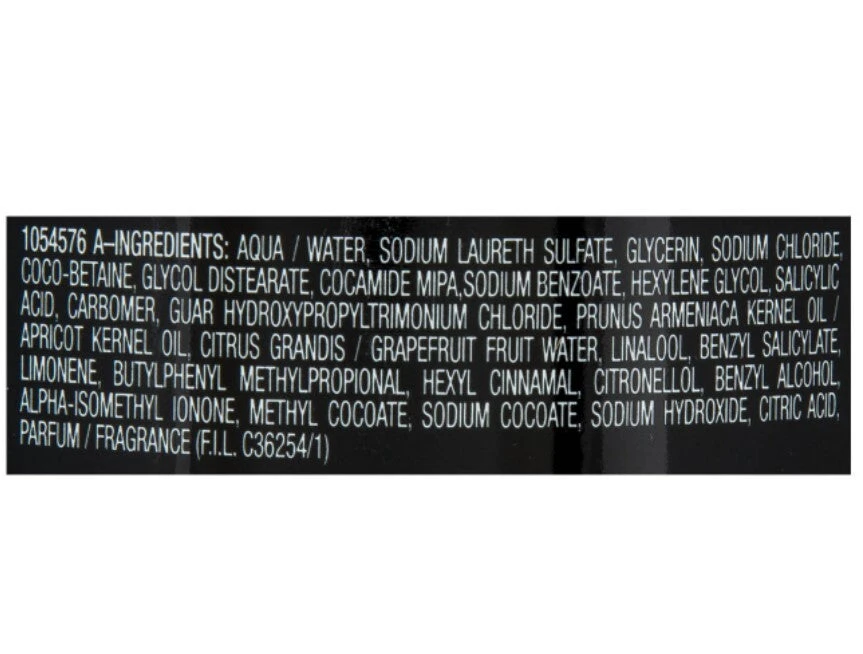 1054576 A–INGREDIENTS: AQUA / WATER, SODIUM LAURETH SULFATE, GLYCERIN, SODIUM CHLORIDE,
COCO-BETAINE, GLYCOL DISTEARATE, COCAMIDE MIPA,SODIUM BENZOATE, HEXYLENE GLYCOL, SALICYLIC
ACID, CARBOMER, GUAR HYDROXYPROPYLTRIMONIUM CHLORIDE, PRUNUS ARMENIACA KERNEL OIL /
APRICOT KERNEL OIL, CITRUS GRANDIS / GRAPEFRUIT FRUIT WATER, LINALOOL, BENZYL SALICYLATE,
LIMONENE, BUTYLPHENYL METHYLPROPIONAL, HEXYL CINNAMAL, CITRONELLOL, BENZYL ALCOHOL,
ALPHA-ISOMETHYL IONONE, METHYL COCOATE, SODIUM COCOATE, SODIUM HYDROXIDE, CITRIC ACID,
PARFUM / FRAGRANCE (F.I.L. C36254/1)